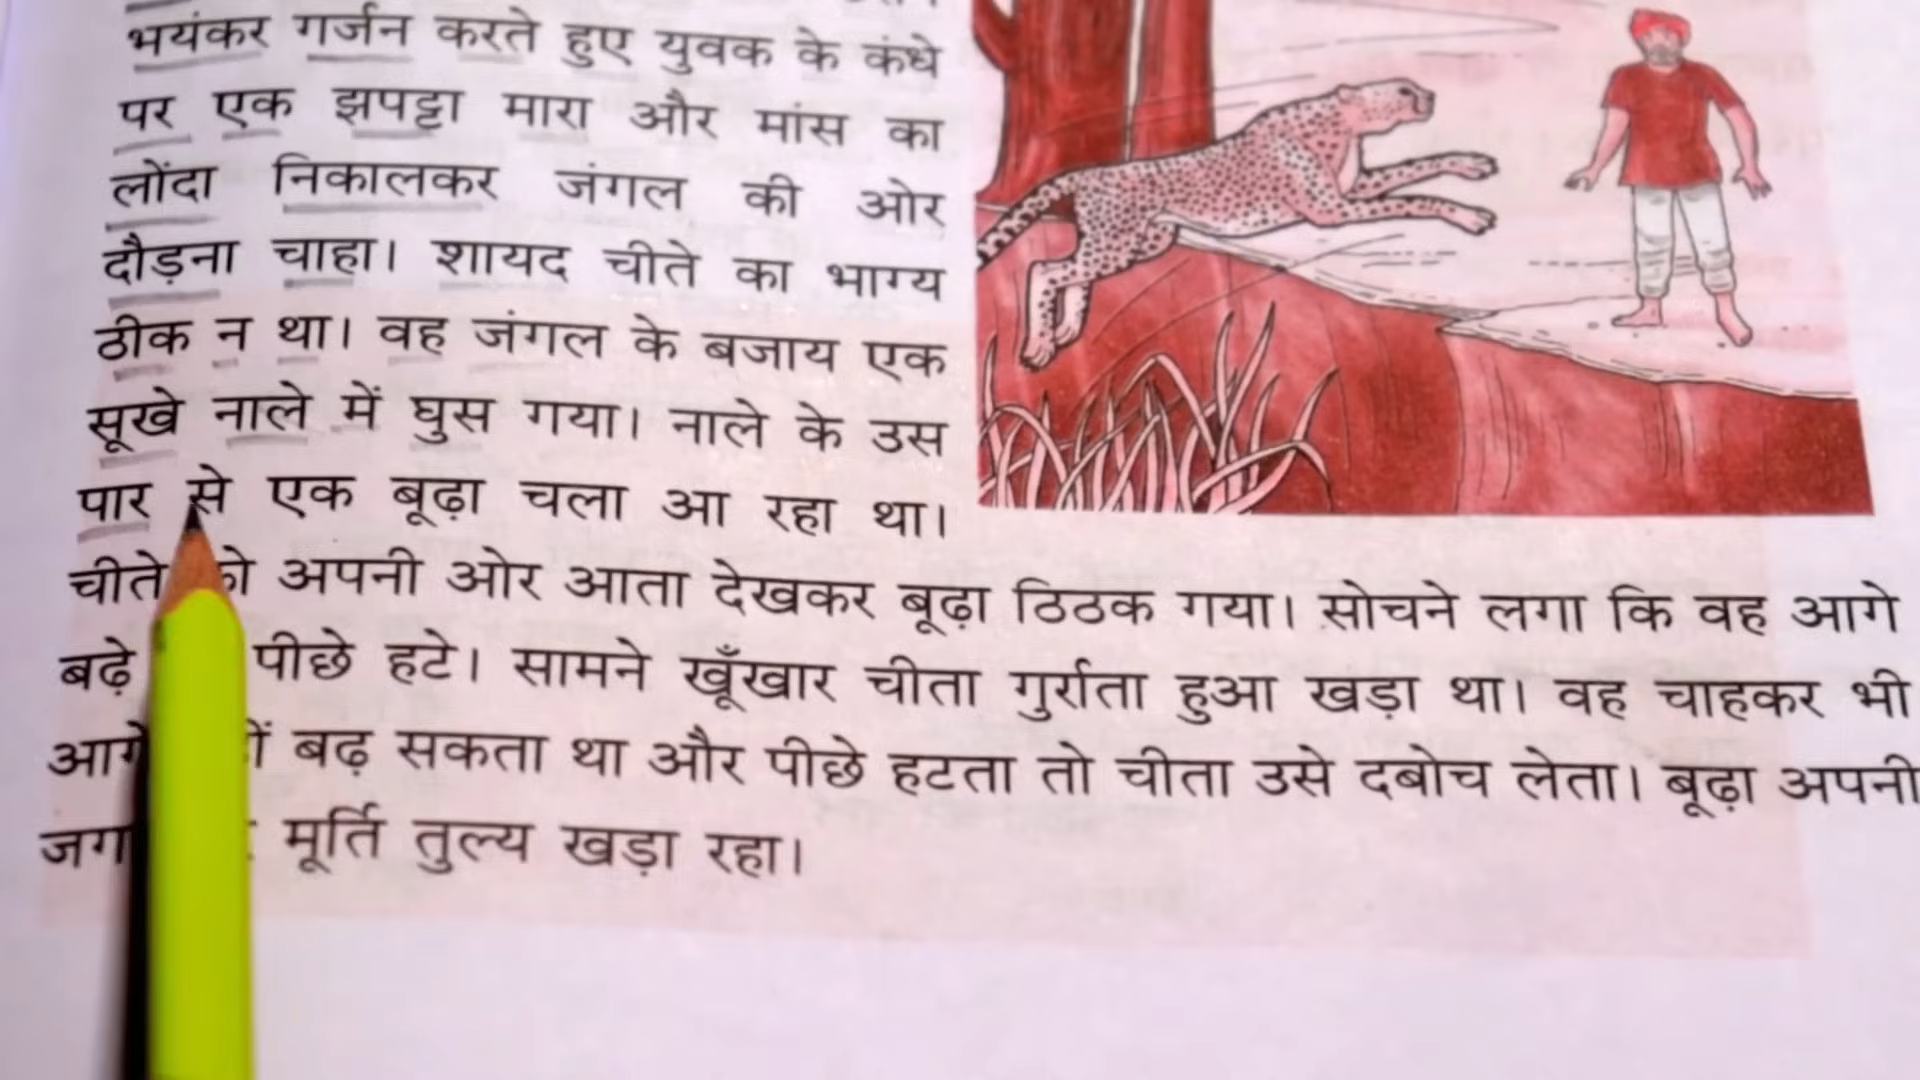 भयंकर गर्जन करते हुए युवक के कंधे
पर एक झपट्टा मारा और मांस का
लोंदा निकालकर जंगल की ओर
दौड़ना चाहा। शायद चीते का भाग्य
ठीक न था। वह जंगल के बजाय एक
सूखे नाले में घुस गया। नाले के उस
पार से एक बूढ़ा चला आ रहा था।
चीते को अपनी ओर आता देखकर बूढ़ा ठिठक गया। सोचने लगा कि वह आगे
बढ़े पीछे हटे। सामने खूँखार चीता गुर्राता हुआ खड़ा था। वह चाहकर भी
आगे बढ़ सकता था और पीछे हटता तो चीता उसे दबोच लेता। बूढ़ा अपनी
मूर्ति तुल्य खड़ा रहा।